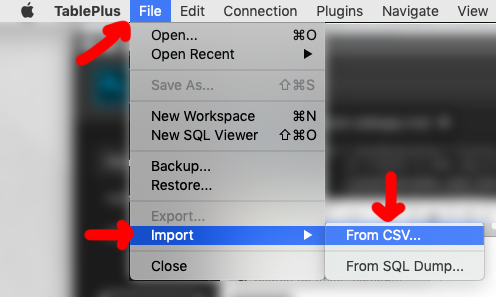 TablePlus File Edit Connection Plugins Navigate View
Open... ⌘O
Open Recent ▶
Save As... ⇧⌘S
New Workspace ⌘N
New SQL Viewer ⇧⌘O
Backup...
Restore...
Export...
Import ▶ From CSV...
Close From SQL Dump...